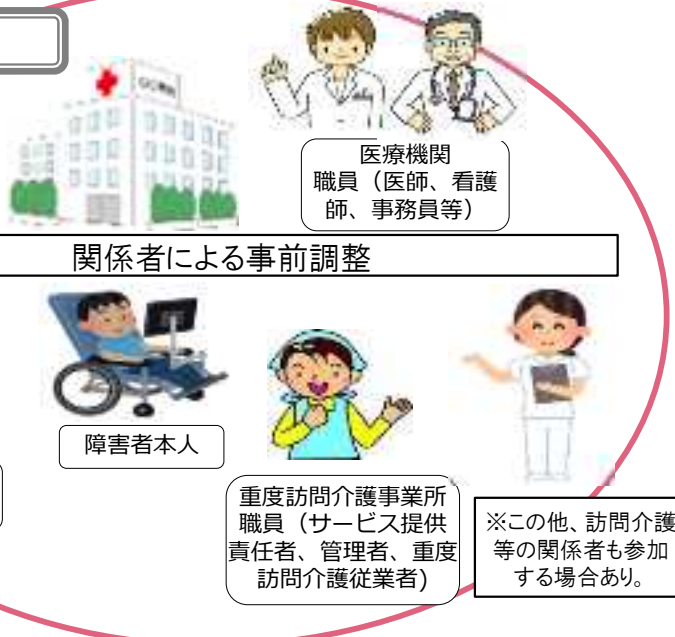 医療機関
職員（医師、看護
師、事務員等）
関係者による事前調整
障害者本人
重度訪問介護事業所
職員（サービス提供
責任者、管理者、重度
訪問介護従業者)
※この他、訪問介護
等の関係者も参加
する場合あり。